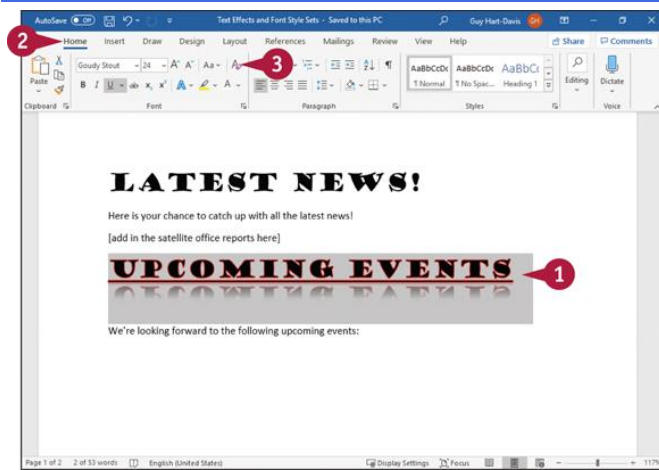 AutoSave Off Text Effects and Font Style Sets - Saved to this PC Guy Hart-Davis GH
2 Home Insert Draw Design Layout References Mailings Review View Help Share Comments
Goudy Stout 24 A A Aa A 3
Paste B I U ab x, x² A A AaBbCcDc AaBbCcDc AaBbCc Editing Dictate
¶ Normal ¶ No Spac... Heading 1
Clipboard Font Paragraph Styles Voice
LATEST NEWS!
Here is your chance to catch up with all the latest news!
[add in the satellite office reports here]
UPCOMING EVENTS 1
We're looking forward to the following upcoming events:
Page 1 of 2 2 of 53 words English (United States) Display Settings Focus 117%